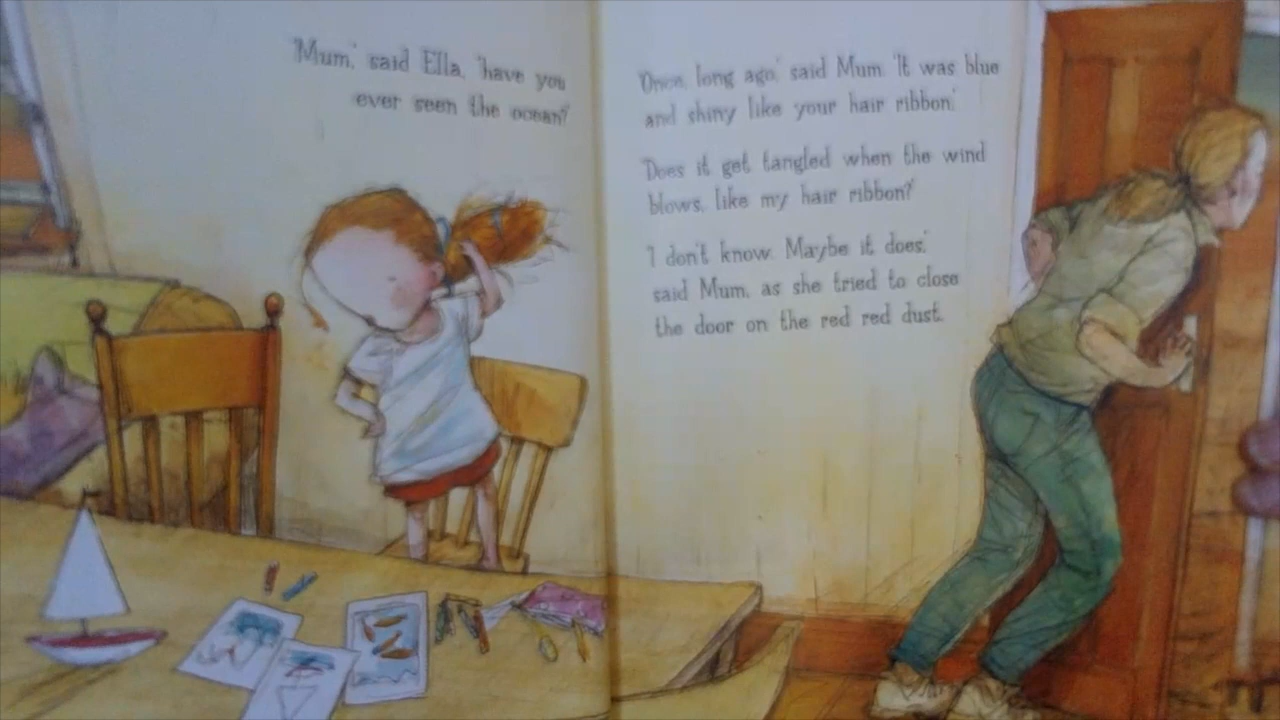 'Mum,' said Ella, 'have you
ever seen the ocean?'
'Once, long ago,' said Mum. 'It was blue
and shiny like your hair ribbon.'
'Does it get tangled when the wind
blows, like my hair ribbon?'
'I don't know. Maybe it does,'
said Mum, as she tried to close
the door on the red red dust.